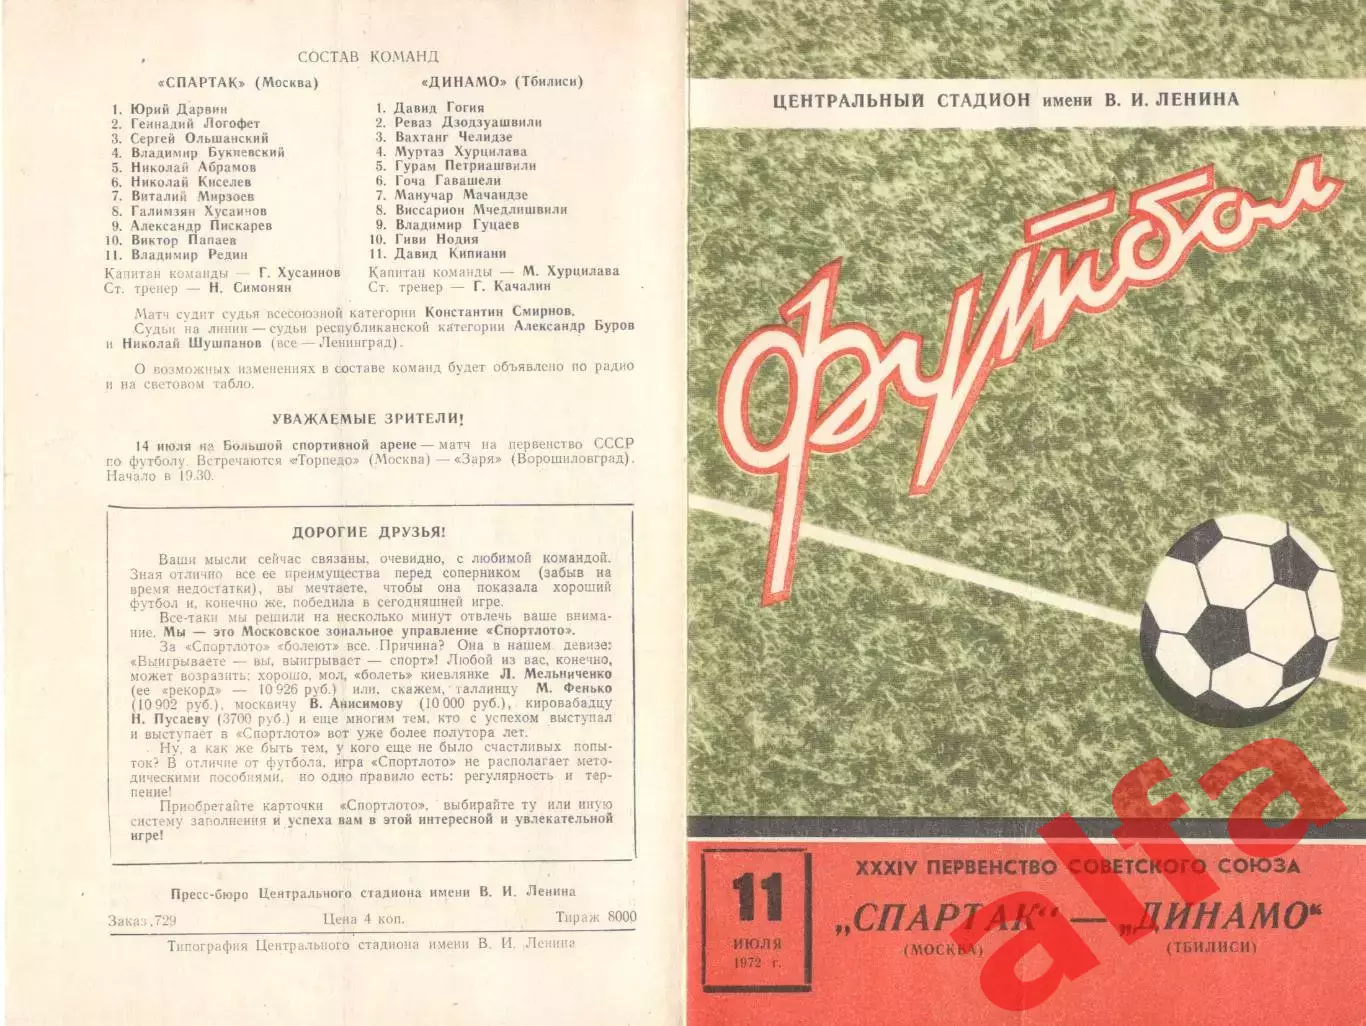 СОСТАВ КОМАНД
«СПАРТАК» (Москва)
1. Юрий Дарвин
2. Геннадий Логофет
3. Сергей Ольшанский
4. Владимир Букиевский
5. Николай Абрамов
6. Николай Киселев
7. Виталий Мирзоев
8. Галимзян Хусаинов
9. Александр Пискарев
10. Виктор Папаев
11. Владимир Редин
Капитан команды — Г. Хусаинов
Ст. тренер — Н. Симонян
«ДИНАМО» (Тбилиси)
1. Давид Гогия
2. Реваз Дзодзуашвили
3. Вахтанг Челидзе
4. Муртаз Хурцилава
5. Гурам Петриашвили
6. Гоча Гавашели
7. Манучар Мачаидзе
8. Виссарион Мчедлишвили
9. Владимир Гуцаев
10. Гиви Нодия
11. Давид Кипиани
Капитан команды — М. Хурцилава
Ст. тренер — Г. Качалин
Матч судит судья всесоюзной категории Константин Смирнов.
Судьи на линии — судьи республиканской категории Александр Буров
и Николай Шушпанов (все — Ленинград).
О возможных изменениях в составе команд будет объявлено по радио
и на световом табло.
УВАЖАЕМЫЕ ЗРИТЕЛИ!
14 июля на Большой спортивной арене — матч на первенство СССР
по футболу. Встречаются «Торпедо» (Москва) — «Заря» (Ворошиловград).
Начало в 19.30.
ДОРОГИЕ ДРУЗЬЯ!
Ваши мысли сейчас связаны, очевидно, с любимой командой.
Зная отлично все ее преимущества перед соперником (забыв на
время недостатки), вы мечтаете, чтобы она показала хороший
футбол и, конечно же, победила в сегодняшней игре.
Все-таки мы решили на несколько минут отвлечь ваше внима-
ние. Мы — это Московское зональное управление «Спортлото».
За «Спортлото» «болеют» все. Причина? Она в нашем девизе:
«Выигрываете — вы, выигрывает — спорт»! Любой из вас, конечно,
может возразить: хорошо, мол, «болеть» киевлянке Л. Мельниченко
(ее «рекорд» — 10 926 руб.) или, скажем, таллинцу М. Фенько
(10 902 руб.), москвичу В. Анисимову (10 000 руб.), кировабадцу
Н. Пусаеву (3700 руб.) и еще многим тем, кто с успехом выступал
и выступает в «Спортлото» вот уже более полутора лет.
Ну, а как же быть тем, у кого еще не было счастливых попы-
ток? В отличие от футбола, игра «Спортлото» не располагает мето-
дическими пособиями, но одно правило есть: регулярность и тер-
пение!
Приобретайте карточки «Спортлото», выбирайте ту или иную
систему заполнения и успеха вам в этой интересной и увлекательной
игре!
Пресс-бюро Центрального стадиона имени В. И. Ленина
Заказ 729 Цена 4 коп. Тираж 8000
Типография Центрального стадиона имени В. И. Ленина
ЦЕНТРАЛЬНЫЙ СТАДИОН имени В. И. ЛЕНИНА
футбол
XXXIV ПЕРВЕНСТВО СОВЕТСКОГО СОЮЗА
11
ИЮЛЯ
1972 г.
„СПАРТАК“ — „ДИНАМО“
(МОСКВА) (ТБИЛИСИ)
alfa